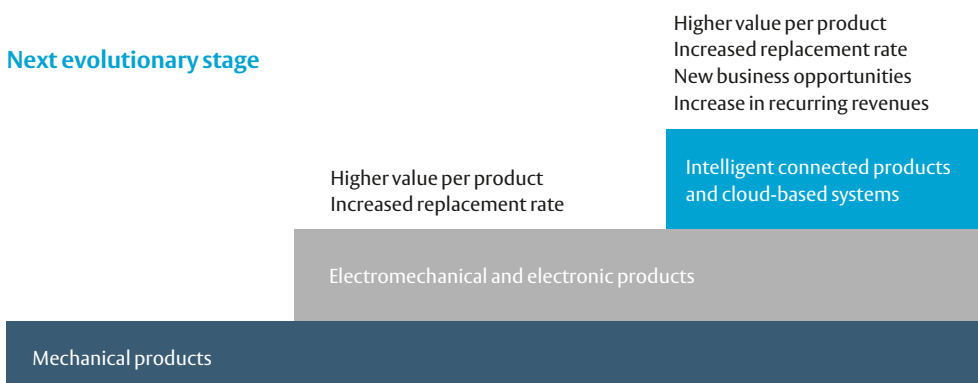 Next evolutionary stage
Higher value per product
Increased replacement rate
New business opportunities
Increase in recurring revenues
Intelligent connected products
and cloud-based systems
Higher value per product
Increased replacement rate
Electromechanical and electronic products
Mechanical products